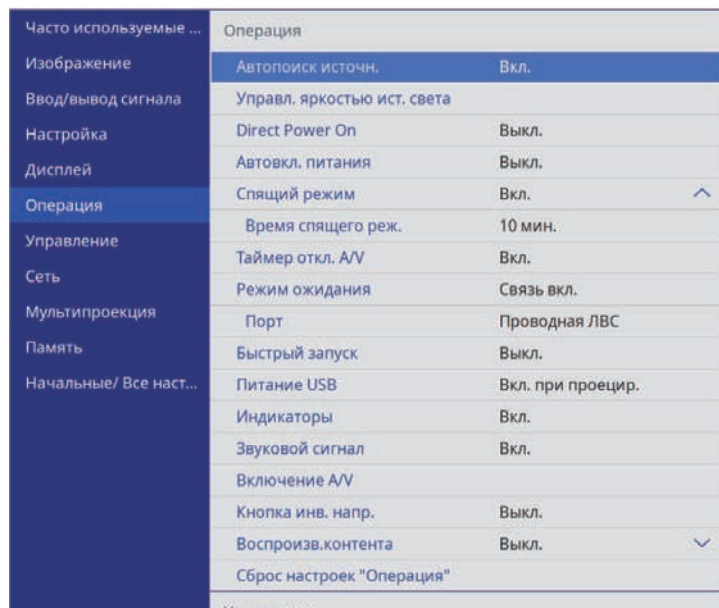 Часто используемые ...
Изображение
Ввод/вывод сигнала
Настройка
Дисплей
Операция
Управление
Сеть
Мультипроекция
Память
Начальные/ Все наст...
Операция
Автопоиск источн. Вкл.
Управл. яркостью ист. света
Direct Power On Выкл.
Автовкл. питания Выкл.
Спящий режим Вкл.
Время спящего реж. 10 мин.
Таймер откл. A/V Вкл.
Режим ожидания Связь вкл.
Порт Проводная ЛВС
Быстрый запуск Выкл.
Питание USB Вкл. при проецир.
Индикаторы Вкл.
Звуковой сигнал Вкл.
Включение A/V
Кнопка инв. напр. Выкл.
Воспроизв.контента Выкл.
Сброс настроек "Операция"